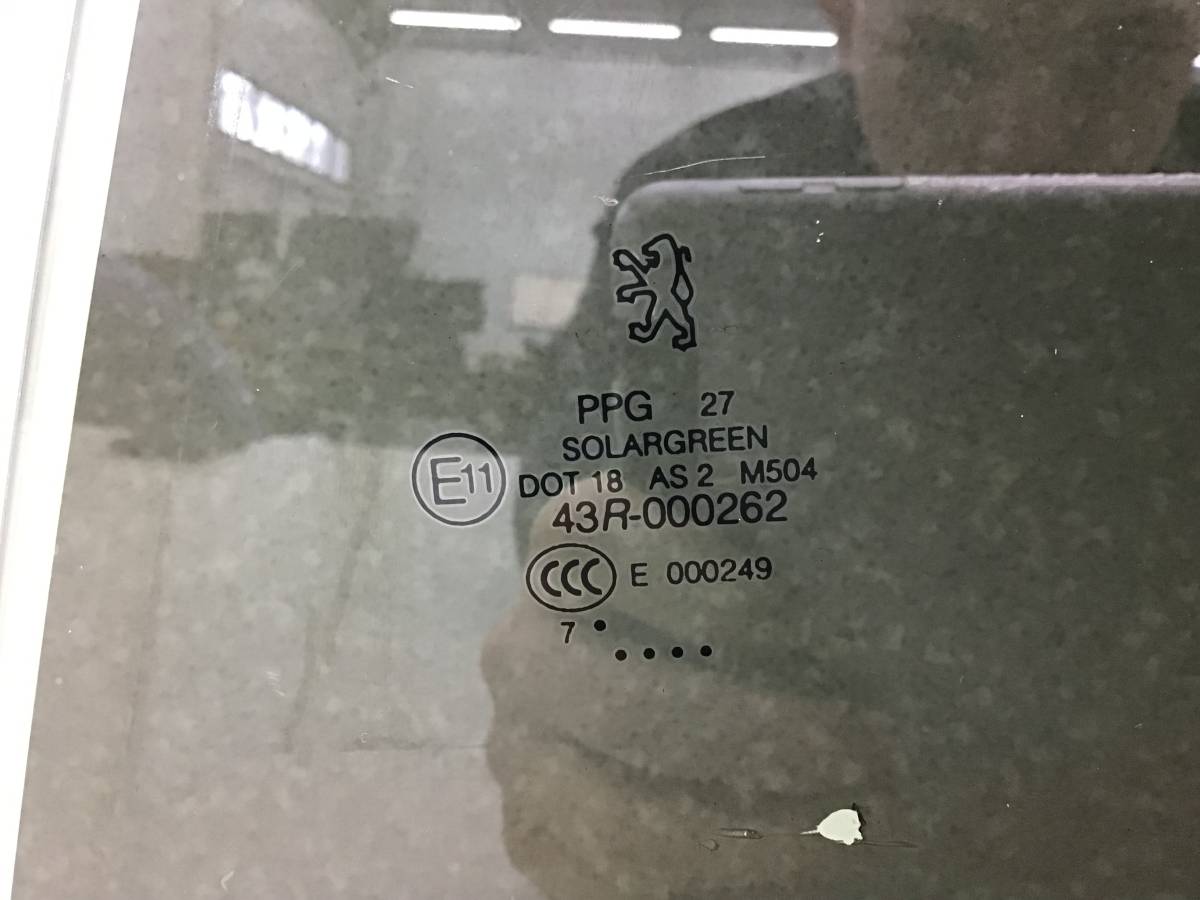 PPG 27
SOLARGREEN
E11
DOT 18 AS 2 M504
43R-000262
CCC E 000249
7